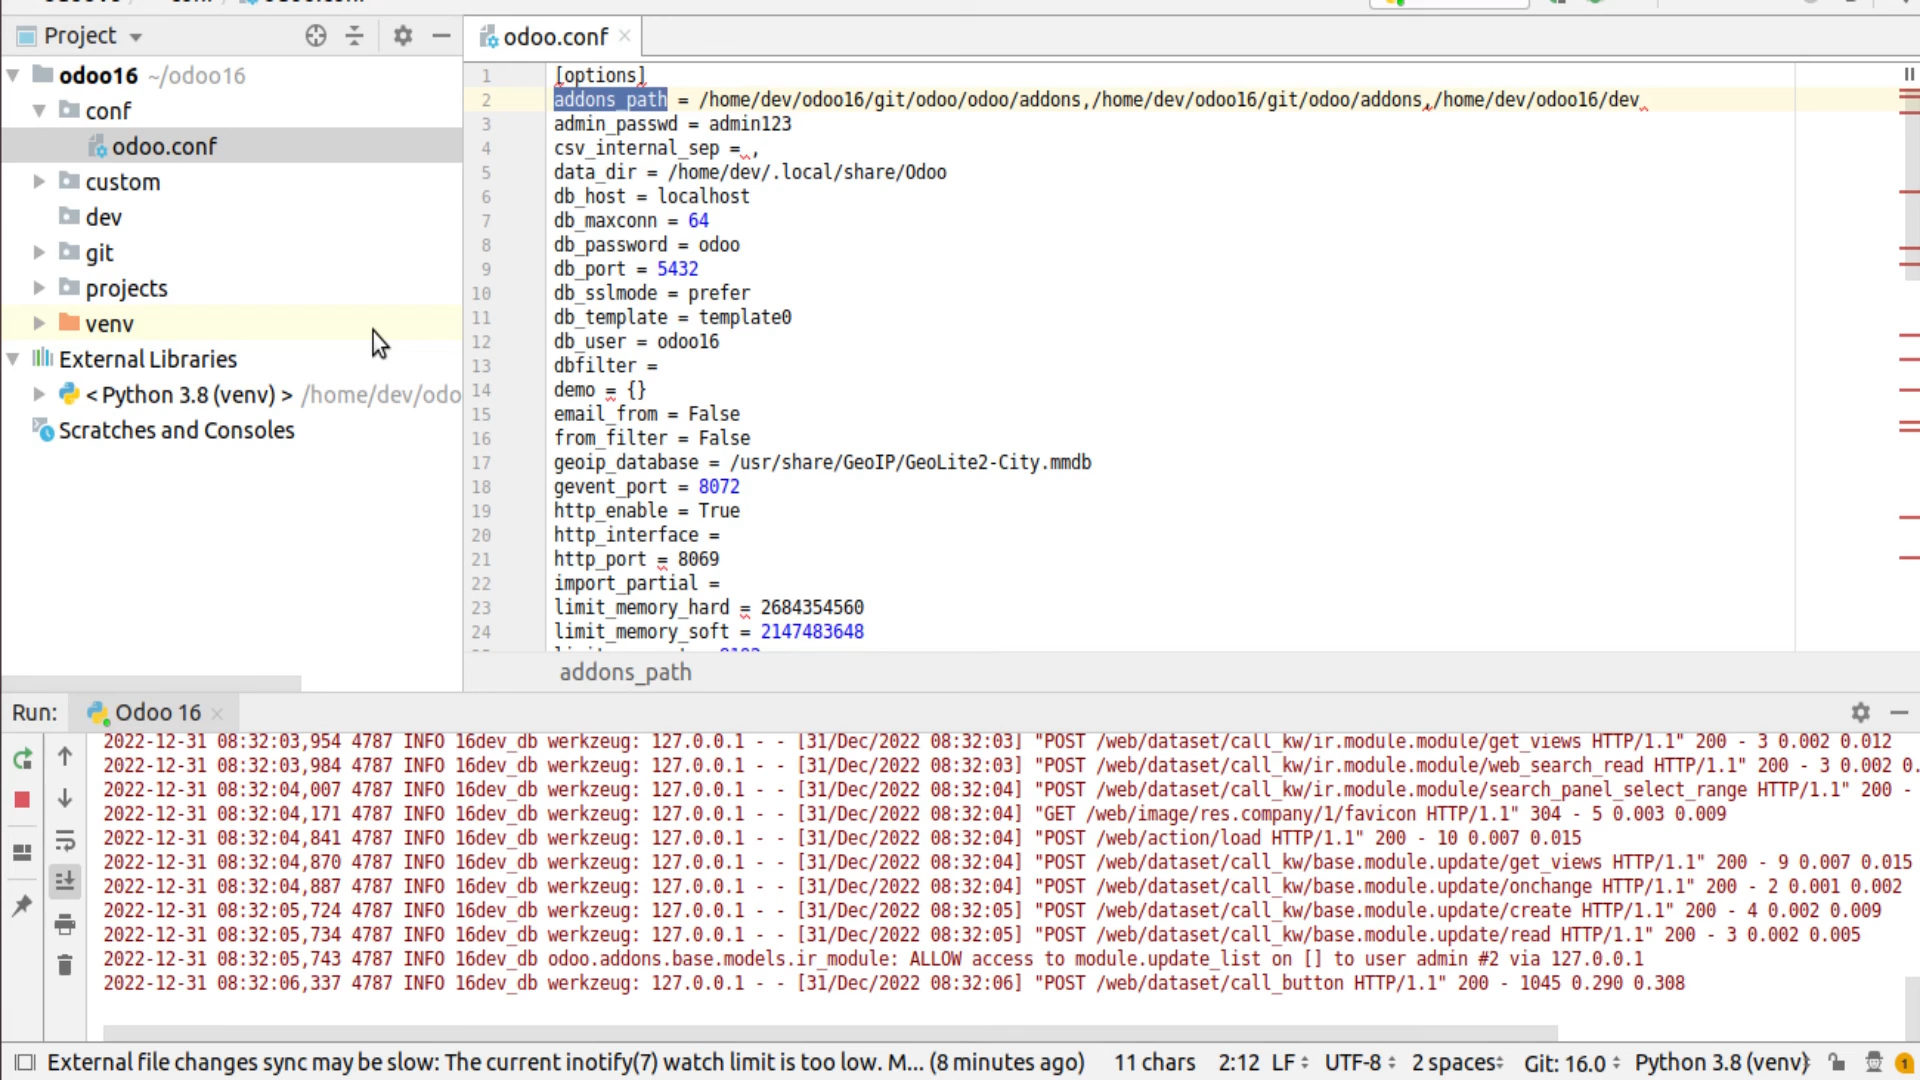 Project
odoo16 ~/odoo16
conf
odoo.conf
custom
dev
git
projects
venv
External Libraries
< Python 3.8 (venv) > /home/dev/odo
Scratches and Consoles
odoo.conf
1 [options]
2 addons_path = /home/dev/odoo16/git/odoo/odoo/addons,/home/dev/odoo16/git/odoo/addons,/home/dev/odoo16/dev
3 admin_passwd = admin123
4 csv_internal_sep = ,
5 data_dir = /home/dev/.local/share/Odoo
6 db_host = localhost
7 db_maxconn = 64
8 db_password = odoo
9 db_port = 5432
10 db_sslmode = prefer
11 db_template = template0
12 db_user = odoo16
13 dbfilter =
14 demo = {}
15 email_from = False
16 from_filter = False
17 geoip_database = /usr/share/GeoIP/GeoLite2-City.mmdb
18 gevent_port = 8072
19 http_enable = True
20 http_interface =
21 http_port = 8069
22 import_partial =
23 limit_memory_hard = 2684354560
24 limit_memory_soft = 2147483648
addons_path
Run: Odoo 16
2022-12-31 08:32:03,954 4787 INFO 16dev_db werkzeug: 127.0.0.1 - - [31/Dec/2022 08:32:03] "POST /web/dataset/call_kw/ir.module.module/get_views HTTP/1.1" 200 - 3 0.002 0.012
2022-12-31 08:32:03,984 4787 INFO 16dev_db werkzeug: 127.0.0.1 - - [31/Dec/2022 08:32:03] "POST /web/dataset/call_kw/ir.module.module/web_search_read HTTP/1.1" 200 - 3 0.002 0.
2022-12-31 08:32:04,007 4787 INFO 16dev_db werkzeug: 127.0.0.1 - - [31/Dec/2022 08:32:04] "POST /web/dataset/call_kw/ir.module.module/search_panel_select_range HTTP/1.1" 200 -
2022-12-31 08:32:04,171 4787 INFO 16dev_db werkzeug: 127.0.0.1 - - [31/Dec/2022 08:32:04] "GET /web/image/res.company/1/favicon HTTP/1.1" 304 - 5 0.003 0.009
2022-12-31 08:32:04,841 4787 INFO 16dev_db werkzeug: 127.0.0.1 - - [31/Dec/2022 08:32:04] "POST /web/action/load HTTP/1.1" 200 - 10 0.007 0.015
2022-12-31 08:32:04,870 4787 INFO 16dev_db werkzeug: 127.0.0.1 - - [31/Dec/2022 08:32:04] "POST /web/dataset/call_kw/base.module.update/get_views HTTP/1.1" 200 - 9 0.007 0.015
2022-12-31 08:32:04,887 4787 INFO 16dev_db werkzeug: 127.0.0.1 - - [31/Dec/2022 08:32:04] "POST /web/dataset/call_kw/base.module.update/onchange HTTP/1.1" 200 - 2 0.001 0.002
2022-12-31 08:32:05,724 4787 INFO 16dev_db werkzeug: 127.0.0.1 - - [31/Dec/2022 08:32:05] "POST /web/dataset/call_kw/base.module.update/create HTTP/1.1" 200 - 4 0.002 0.009
2022-12-31 08:32:05,734 4787 INFO 16dev_db werkzeug: 127.0.0.1 - - [31/Dec/2022 08:32:05] "POST /web/dataset/call_kw/base.module.update/read HTTP/1.1" 200 - 3 0.002 0.005
2022-12-31 08:32:05,743 4787 INFO 16dev_db odoo.addons.base.models.ir_module: ALLOW access to module.update_list on [] to user admin #2 via 127.0.0.1
2022-12-31 08:32:06,337 4787 INFO 16dev_db werkzeug: 127.0.0.1 - - [31/Dec/2022 08:32:06] "POST /web/dataset/call_button HTTP/1.1" 200 - 1045 0.290 0.308
External file changes sync may be slow: The current inotify(7) watch limit is too low. M... (8 minutes ago) 11 chars 2:12 LF UTF-8 2 spaces Git: 16.0 Python 3.8 (venv) 1